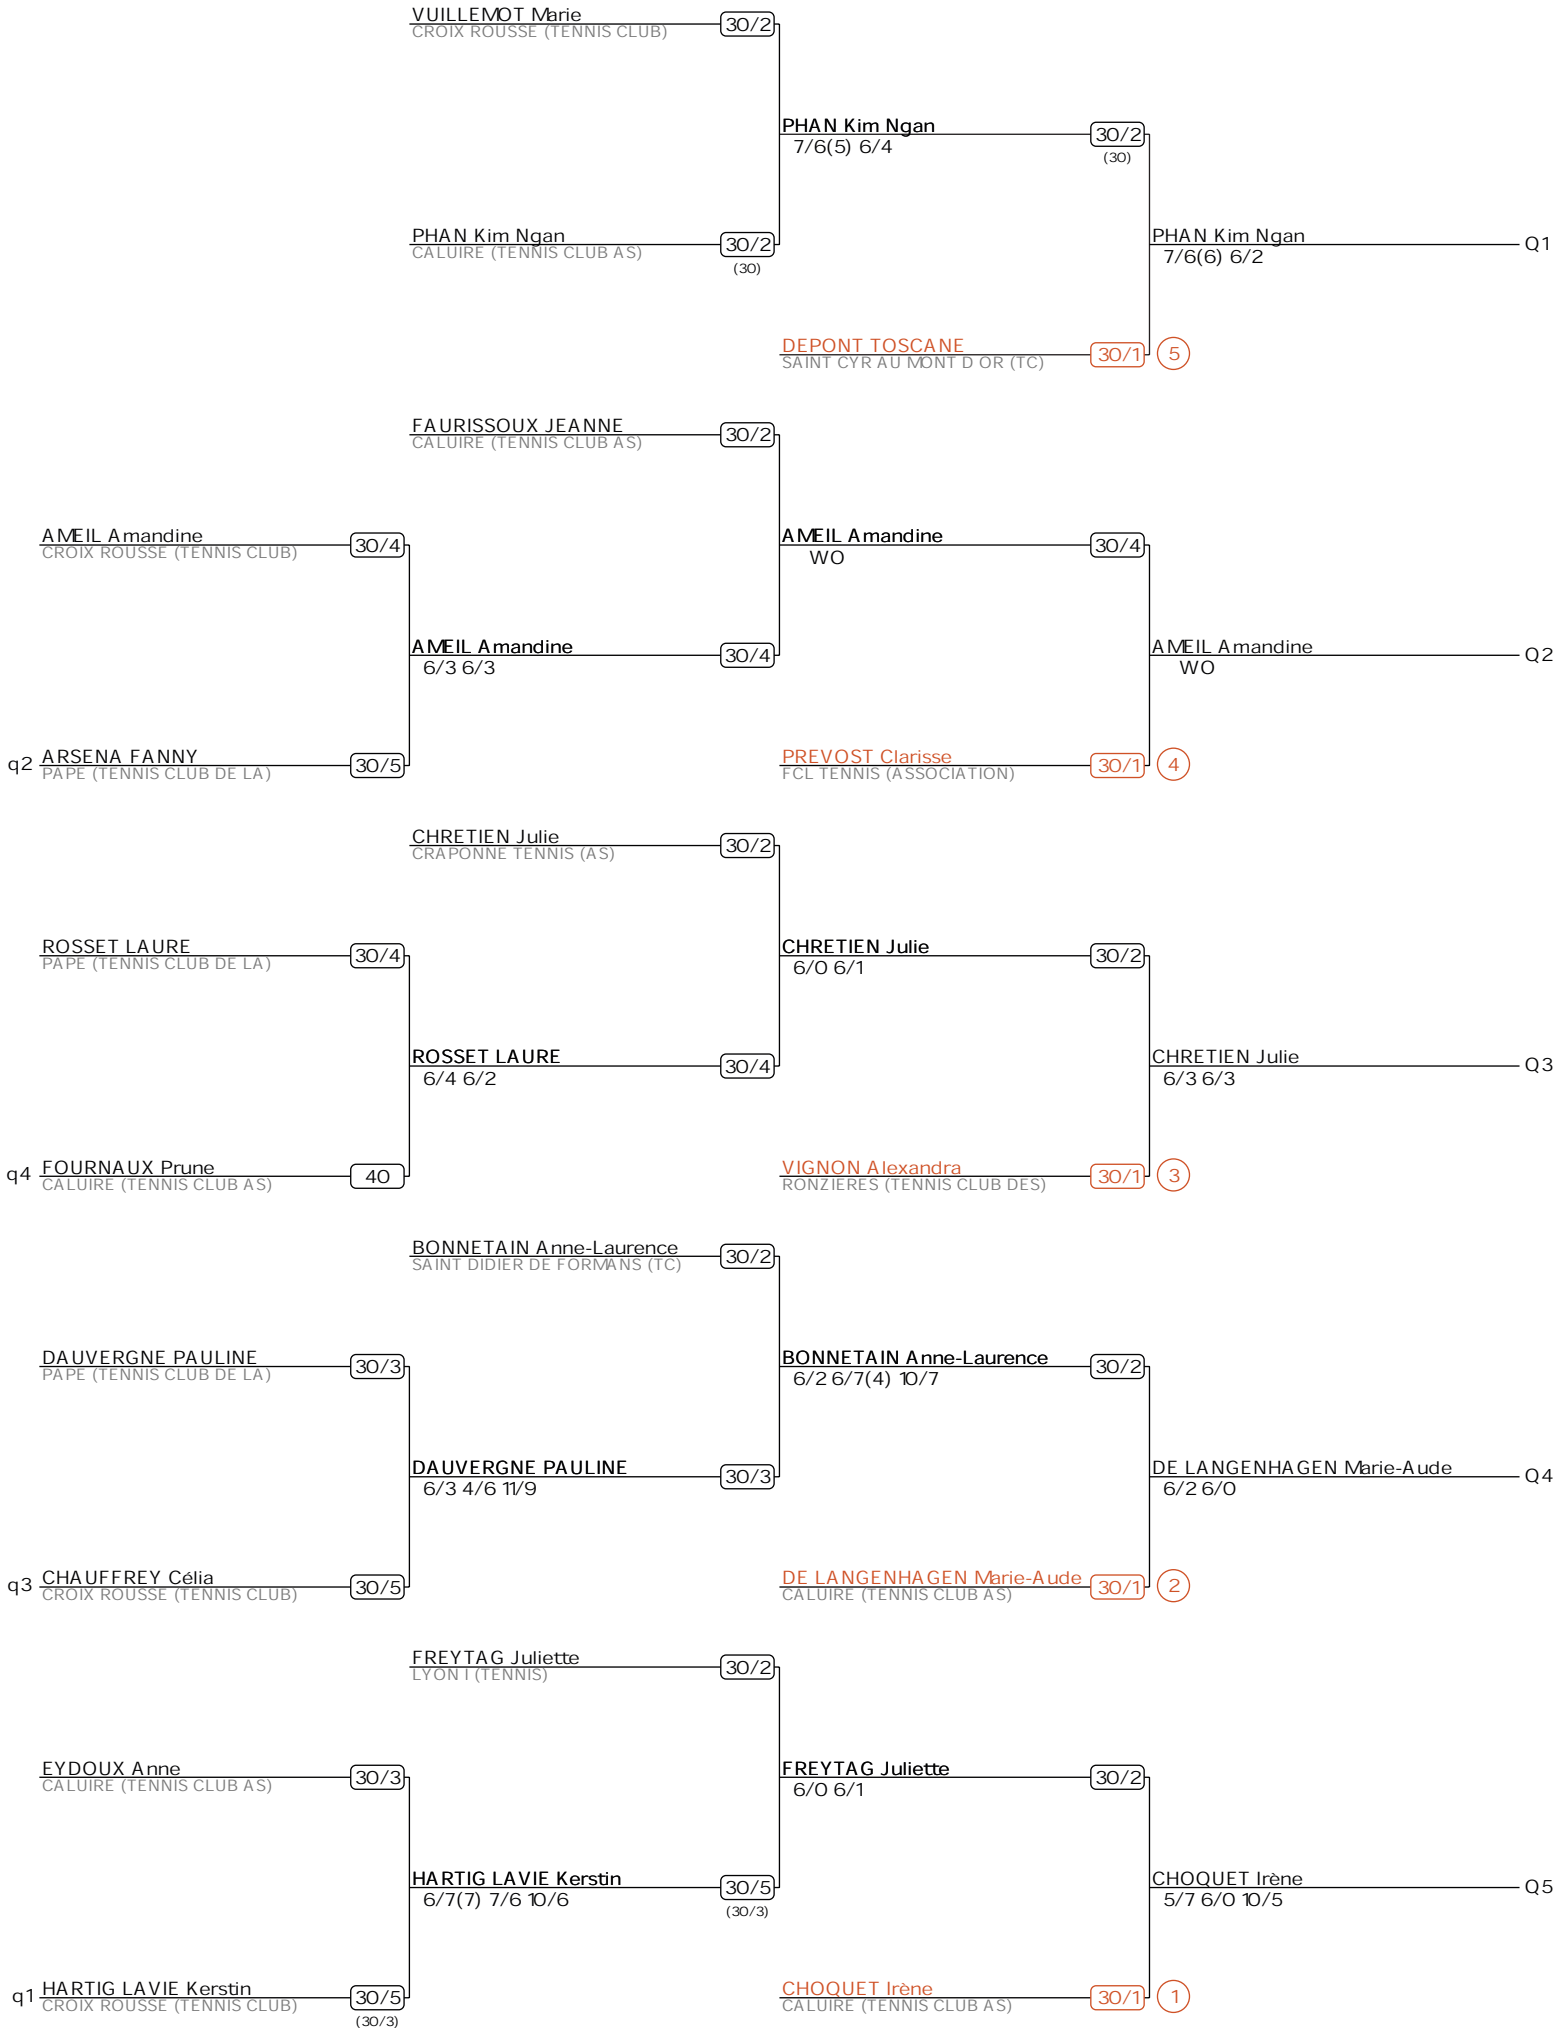 VUILLEMOT Marie
CROIX ROUSSE (TENNIS CLUB)
30/2
PHAN Kim Ngan
7/6(5) 6/4
30/2
(30)
PHAN Kim Ngan
CALUIRE (TENNIS CLUB AS)
30/2
(30)
PHAN Kim Ngan
7/6(6) 6/2
Q1
DEPONT TOSCANE
SAINT CYR AU MONT D OR (TC)
30/1
5
FAURISSOUX JEANNE
CALUIRE (TENNIS CLUB AS)
30/2
AMEIL Amandine
CROIX ROUSSE (TENNIS CLUB)
30/4
AMEIL Amandine
WO
30/4
AMEIL Amandine
6/3 6/3
30/4
AMEIL Amandine
WO
Q2
q2
ARSENA FANNY
PAPE (TENNIS CLUB DE LA)
30/5
PREVOST Clarisse
FCL TENNIS (ASSOCIATION)
30/1
4
CHRETIEN Julie
CRAPONNE TENNIS (AS)
30/2
ROSSET LAURE
PAPE (TENNIS CLUB DE LA)
30/4
CHRETIEN Julie
6/0 6/1
30/2
ROSSET LAURE
6/4 6/2
30/4
CHRETIEN Julie
6/3 6/3
Q3
q4
FOURNAUX Prune
CALUIRE (TENNIS CLUB AS)
40
VIGNON Alexandra
RONZIERES (TENNIS CLUB DES)
30/1
3
BONNETAIN Anne-Laurence
SAINT DIDIER DE FORMANS (TC)
30/2
DAUVERGNE PAULINE
PAPE (TENNIS CLUB DE LA)
30/3
BONNETAIN Anne-Laurence
6/2 6/7(4) 10/7
30/2
DAUVERGNE PAULINE
6/3 4/6 11/9
30/3
DE LANGENHAGEN Marie-Aude
6/2 6/0
Q4
q3
CHAUFFREY Célia
CROIX ROUSSE (TENNIS CLUB)
30/5
DE LANGENHAGEN Marie-Aude
CALUIRE (TENNIS CLUB AS)
30/1
2
FREYTAG Juliette
LYON I (TENNIS)
30/2
EYDOUX Anne
CALUIRE (TENNIS CLUB AS)
30/3
FREYTAG Juliette
6/0 6/1
30/2
HARTIG LAVIE Kerstin
6/7(7) 7/6 10/6
30/5
(30/3)
CHOQUET Irène
5/7 6/0 10/5
Q5
q1
HARTIG LAVIE Kerstin
CROIX ROUSSE (TENNIS CLUB)
30/5
(30/3)
CHOQUET Irène
CALUIRE (TENNIS CLUB AS)
30/1
1